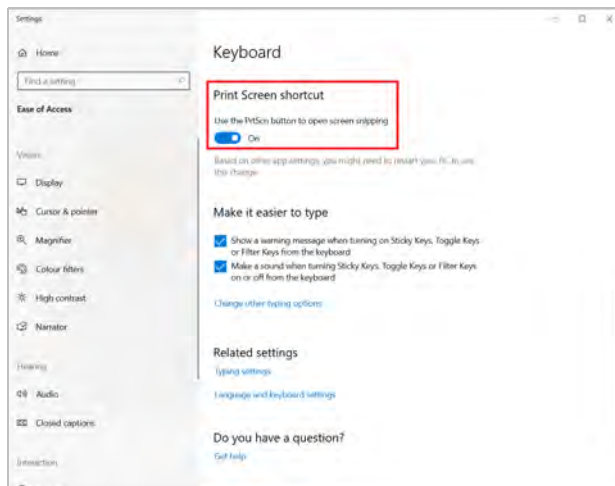 Settings
Home
Find a setting
Ease of Access
Vision
Display
Cursor & pointer
Magnifier
Colour filters
High contrast
Narrator
Hearing
Audio
Closed captions
Interaction
Keyboard
Print Screen shortcut
Use the PrtScn button to open screen snipping
On
Based on other app settings, you might need to restart your PC to see
this change.
Make it easier to type
Show a warning message when turning on Sticky Keys, Toggle Keys
or Filter Keys from the keyboard
Make a sound when turning Sticky Keys, Toggle Keys or Filter Keys
on or off from the keyboard
Change other typing options
Related settings
Typing settings
Language and keyboard settings
Do you have a question?
Get help